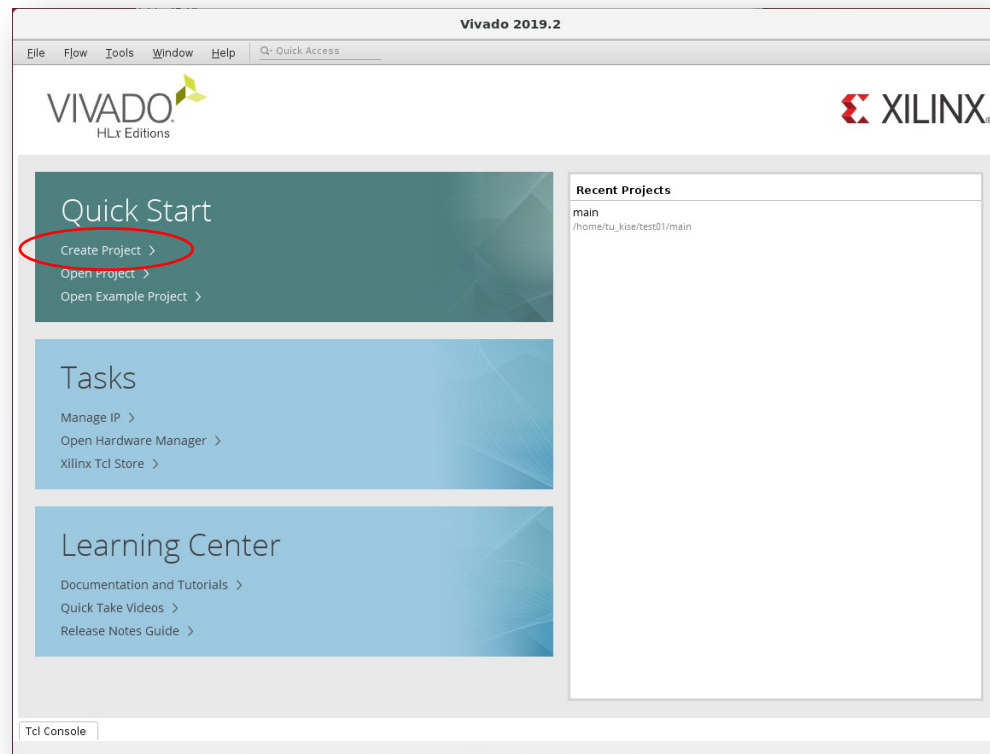 Vivado 2019.2
File Flow Tools Window Help Quick Access
VIVADO.
HLx Editions
XILINX®
Quick Start
Create Project >
Open Project >
Open Example Project >
Tasks
Manage IP >
Open Hardware Manager >
Xilinx Tcl Store >
Learning Center
Documentation and Tutorials >
Quick Take Videos >
Release Notes Guide >
Recent Projects
main
/home/tu_kise/test01/main
Tcl Console